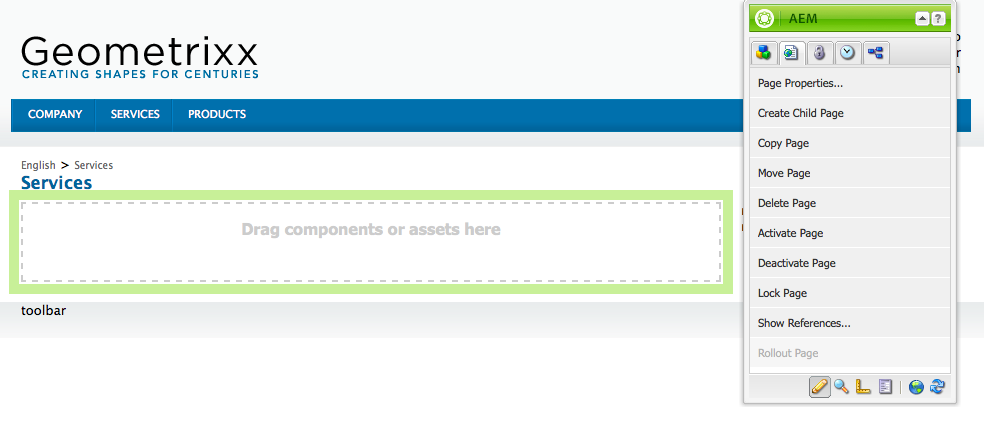 Geometrixx
CREATING SHAPES FOR CENTURIES
COMPANY SERVICES PRODUCTS
English > Services
Services
Drag components or assets here
toolbar
AEM
?
Page Properties...
Create Child Page
Copy Page
Move Page
Delete Page
Activate Page
Deactivate Page
Lock Page
Show References...
Rollout Page